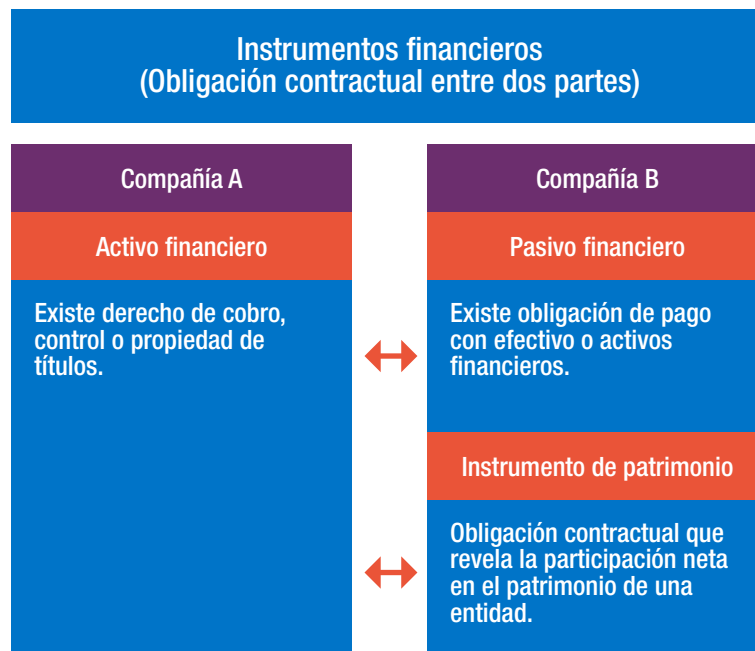 Instrumentos financieros
(Obligación contractual entre dos partes)
Compañía A
Activo financiero
Existe derecho de cobro,
control o propiedad de
títulos.
Compañía B
Pasivo financiero
Existe obligación de pago
con efectivo o activos
financieros.
Instrumento de patrimonio
Obligación contractual que
revela la participación neta
en el patrimonio de una
entidad.